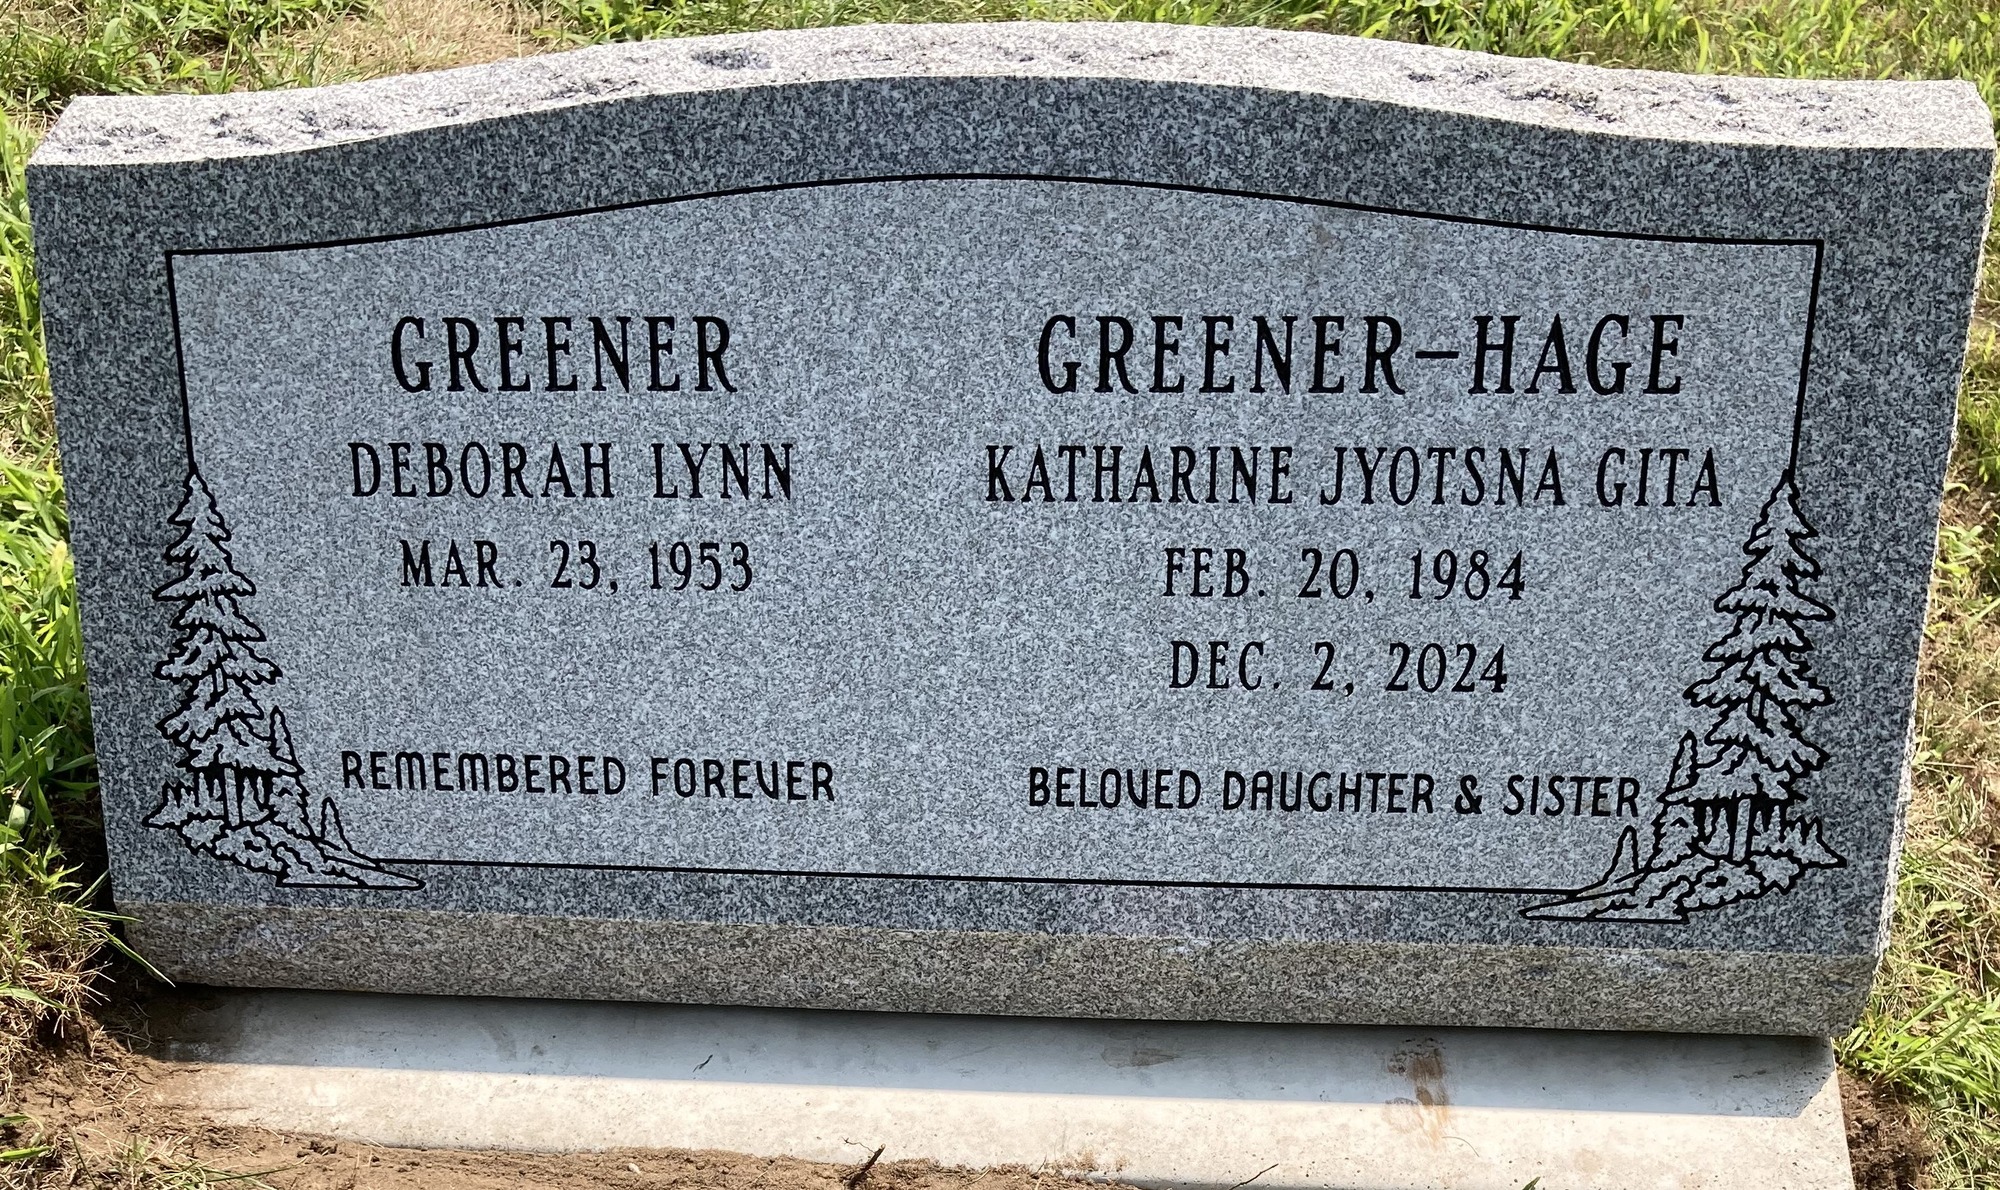 GREENER
DEBORAH LYNN
MAR. 23, 1953
REMEMBERED FOREVER
GREENER-HAGE
KATHARINE JYOTSNA GITA
FEB. 20, 1984
DEC. 2, 2024
BELOVED DAUGHTER & SISTER